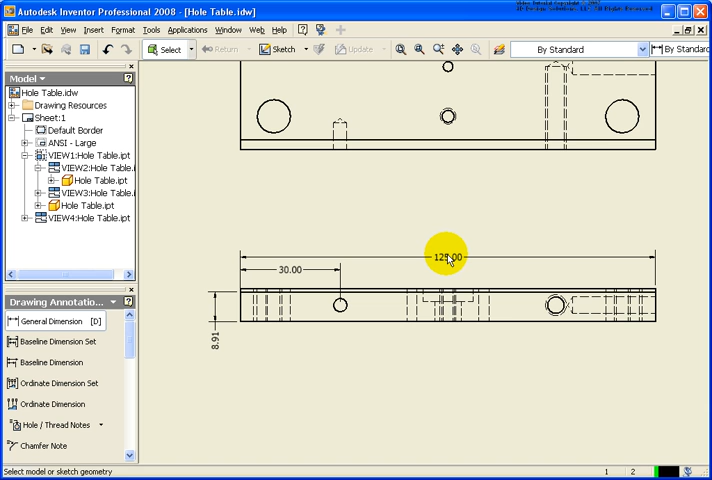 Autodesk Inventor Professional 2008 - [Hole Table.idw]
File Edit View Insert Format Tools Applications Window Web Help
Select Return Sketch Update By Standard By Standard
Model
Hole Table.idw
Drawing Resources
Sheet:1
Default Border
ANSI - Large
VIEW1:Hole Table.ipt
VIEW2:Hole Table.i
Hole Table.ipt
VIEW3:Hole Table.i
Hole Table.ipt
VIEW4:Hole Table.ipt
Drawing Annotatio...
General Dimension [D]
Baseline Dimension Set
Baseline Dimension
Ordinate Dimension Set
Ordinate Dimension
Hole / Thread Notes
Chamfer Note
125.00
30.00
8.91
Select model or sketch geometry
1 2